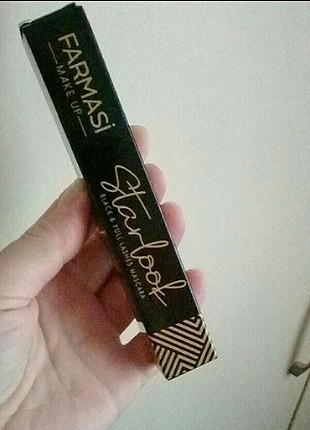 FARMASi
MAKE UP
Starlook
BLACK & FULL LASHES MASCARA